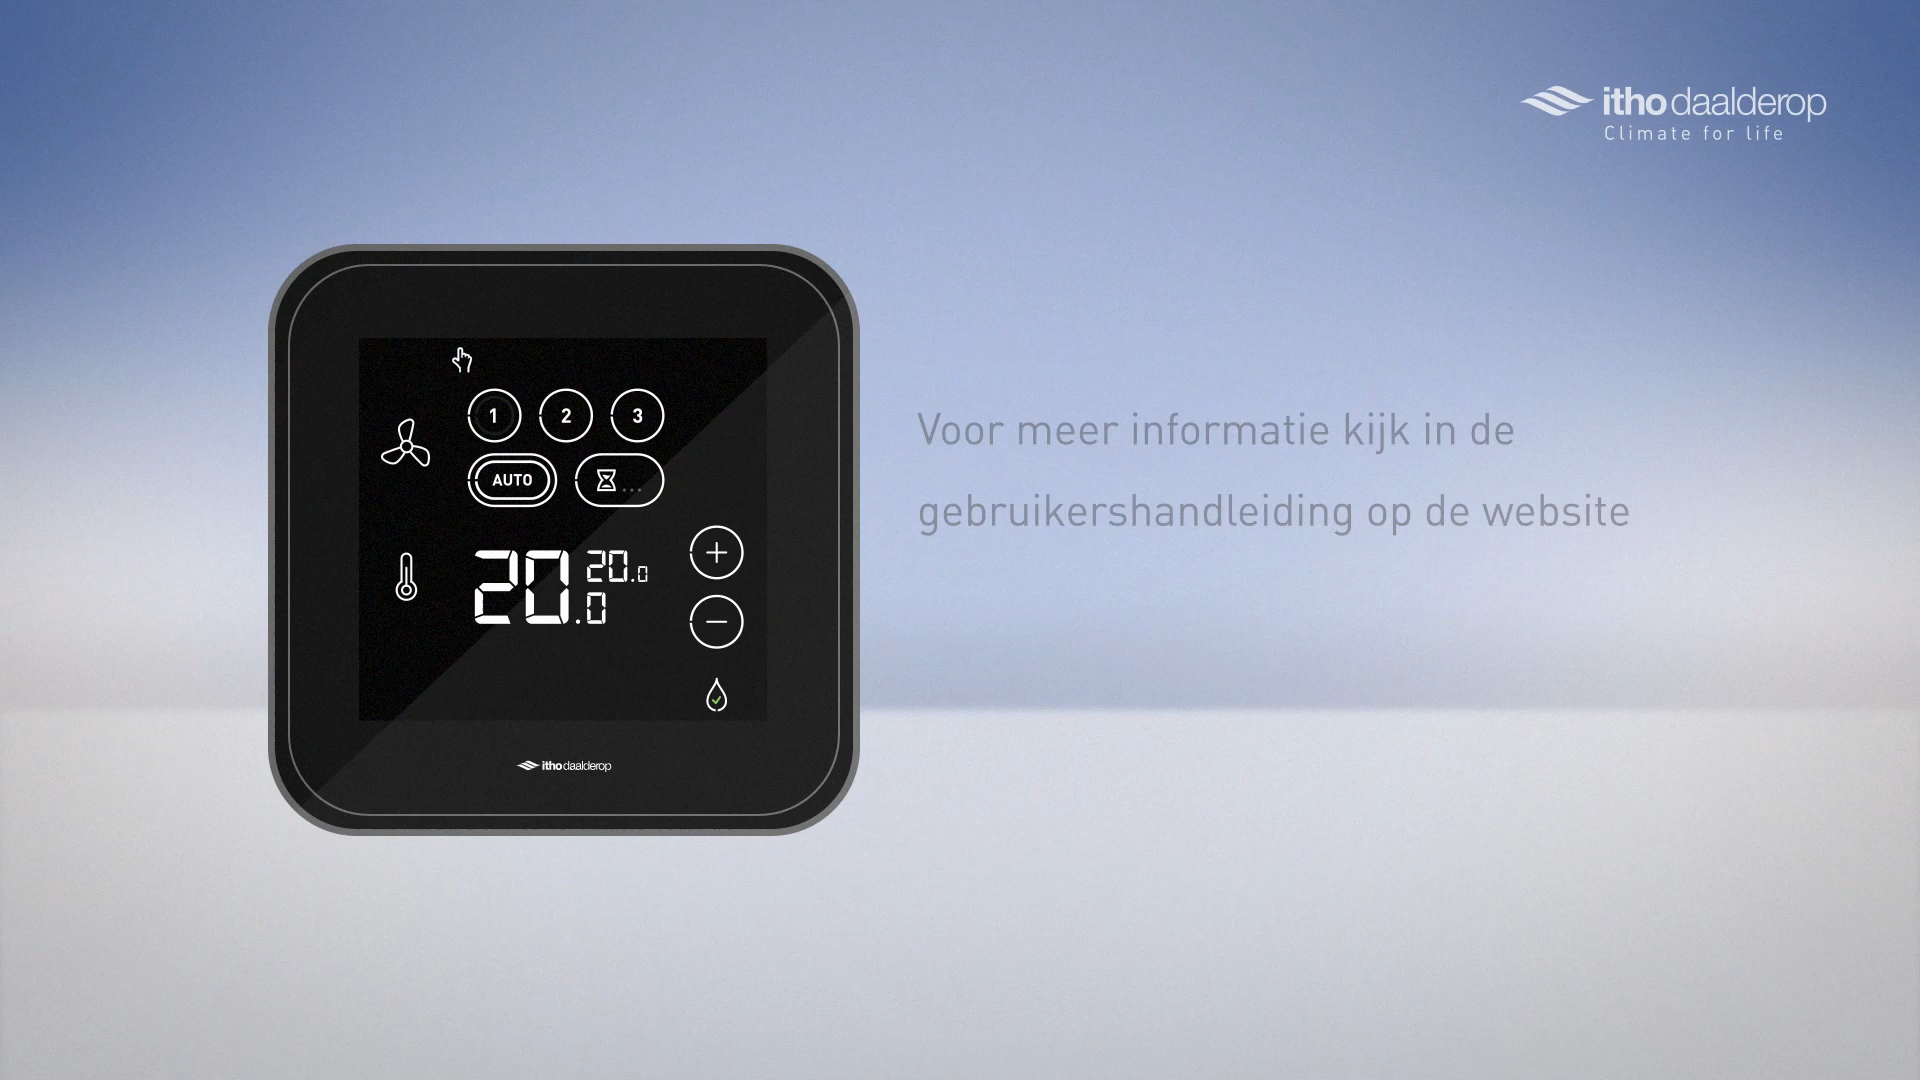 itho daalderop
Climate for life
1 2 3
AUTO ...
20.0 20.0
+
−
Voor meer informatie kijk in de
gebruikershandleiding op de website
itho daalderop